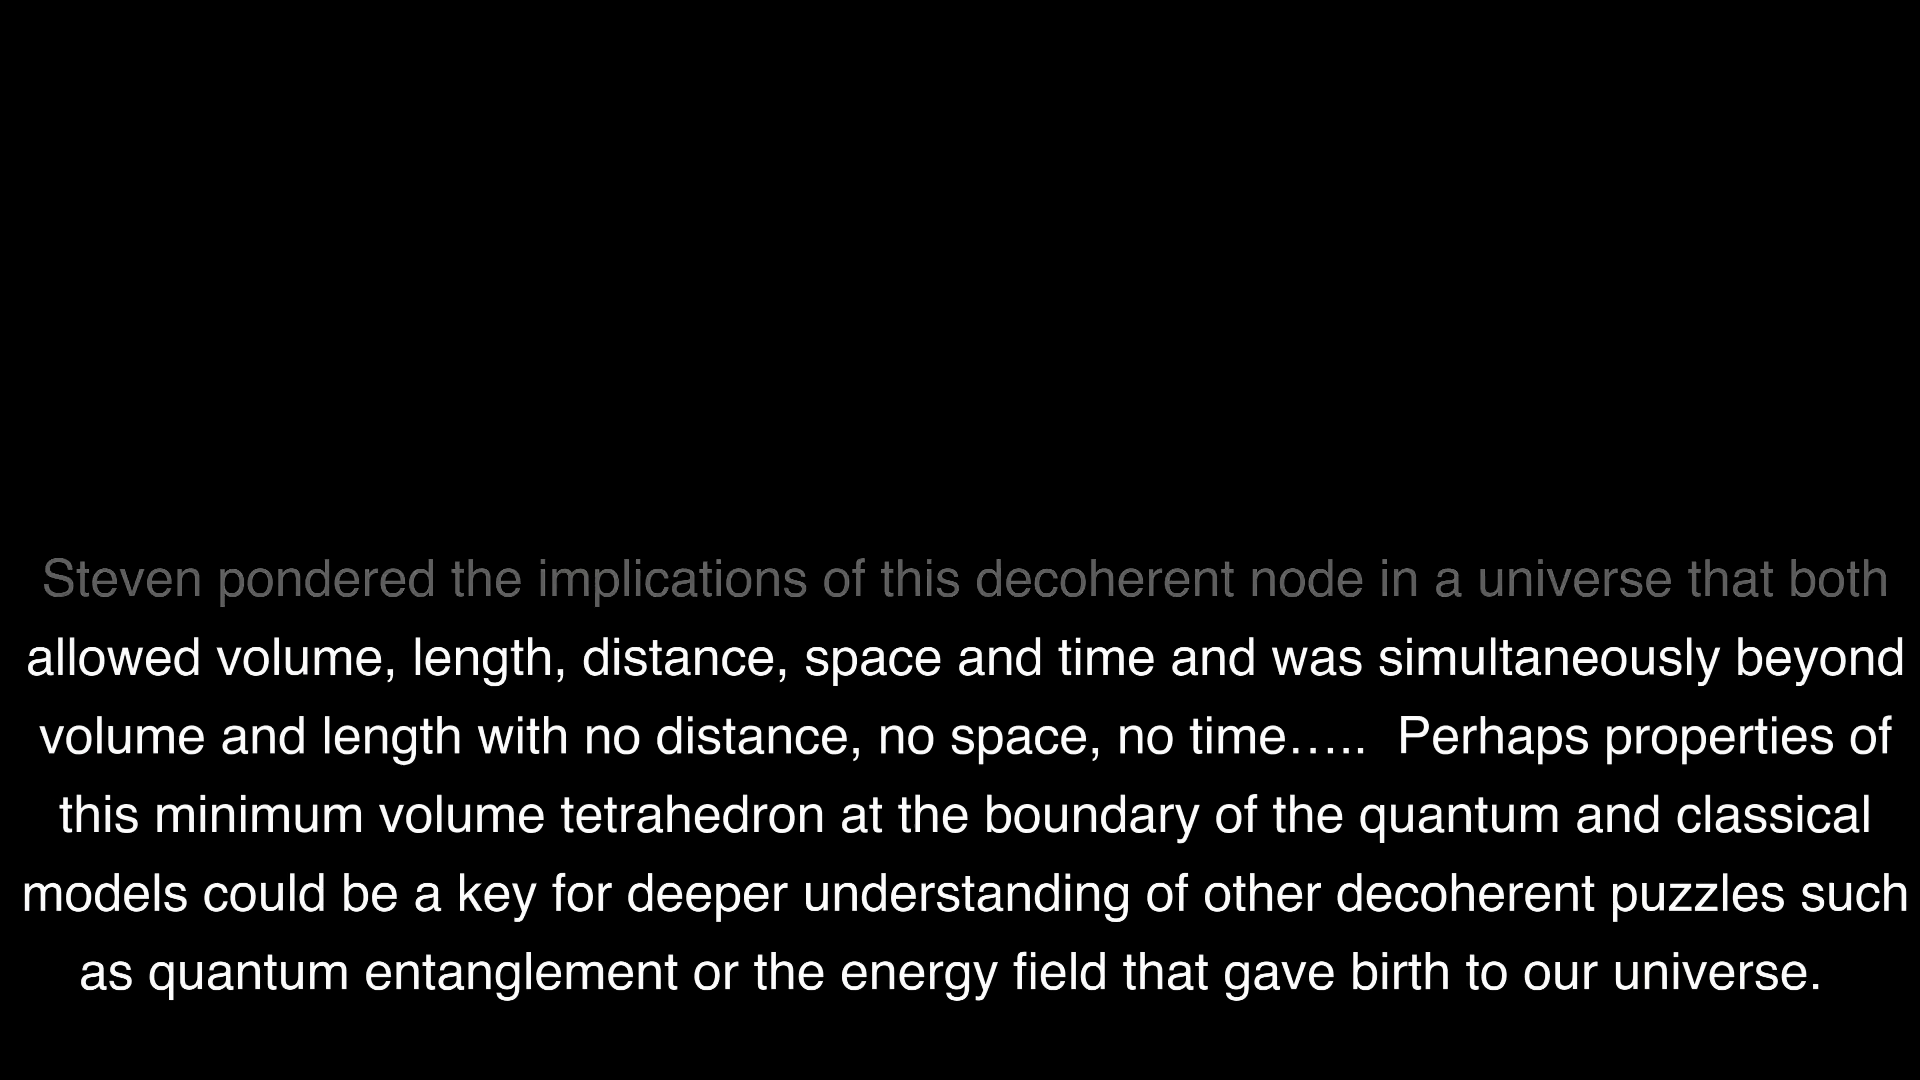 Steven pondered the implications of this decoherent node in a universe that both
allowed volume, length, distance, space and time and was simultaneously beyond
volume and length with no distance, no space, no time…..  Perhaps properties of
this minimum volume tetrahedron at the boundary of the quantum and classical
models could be a key for deeper understanding of other decoherent puzzles such
as quantum entanglement or the energy field that gave birth to our universe.